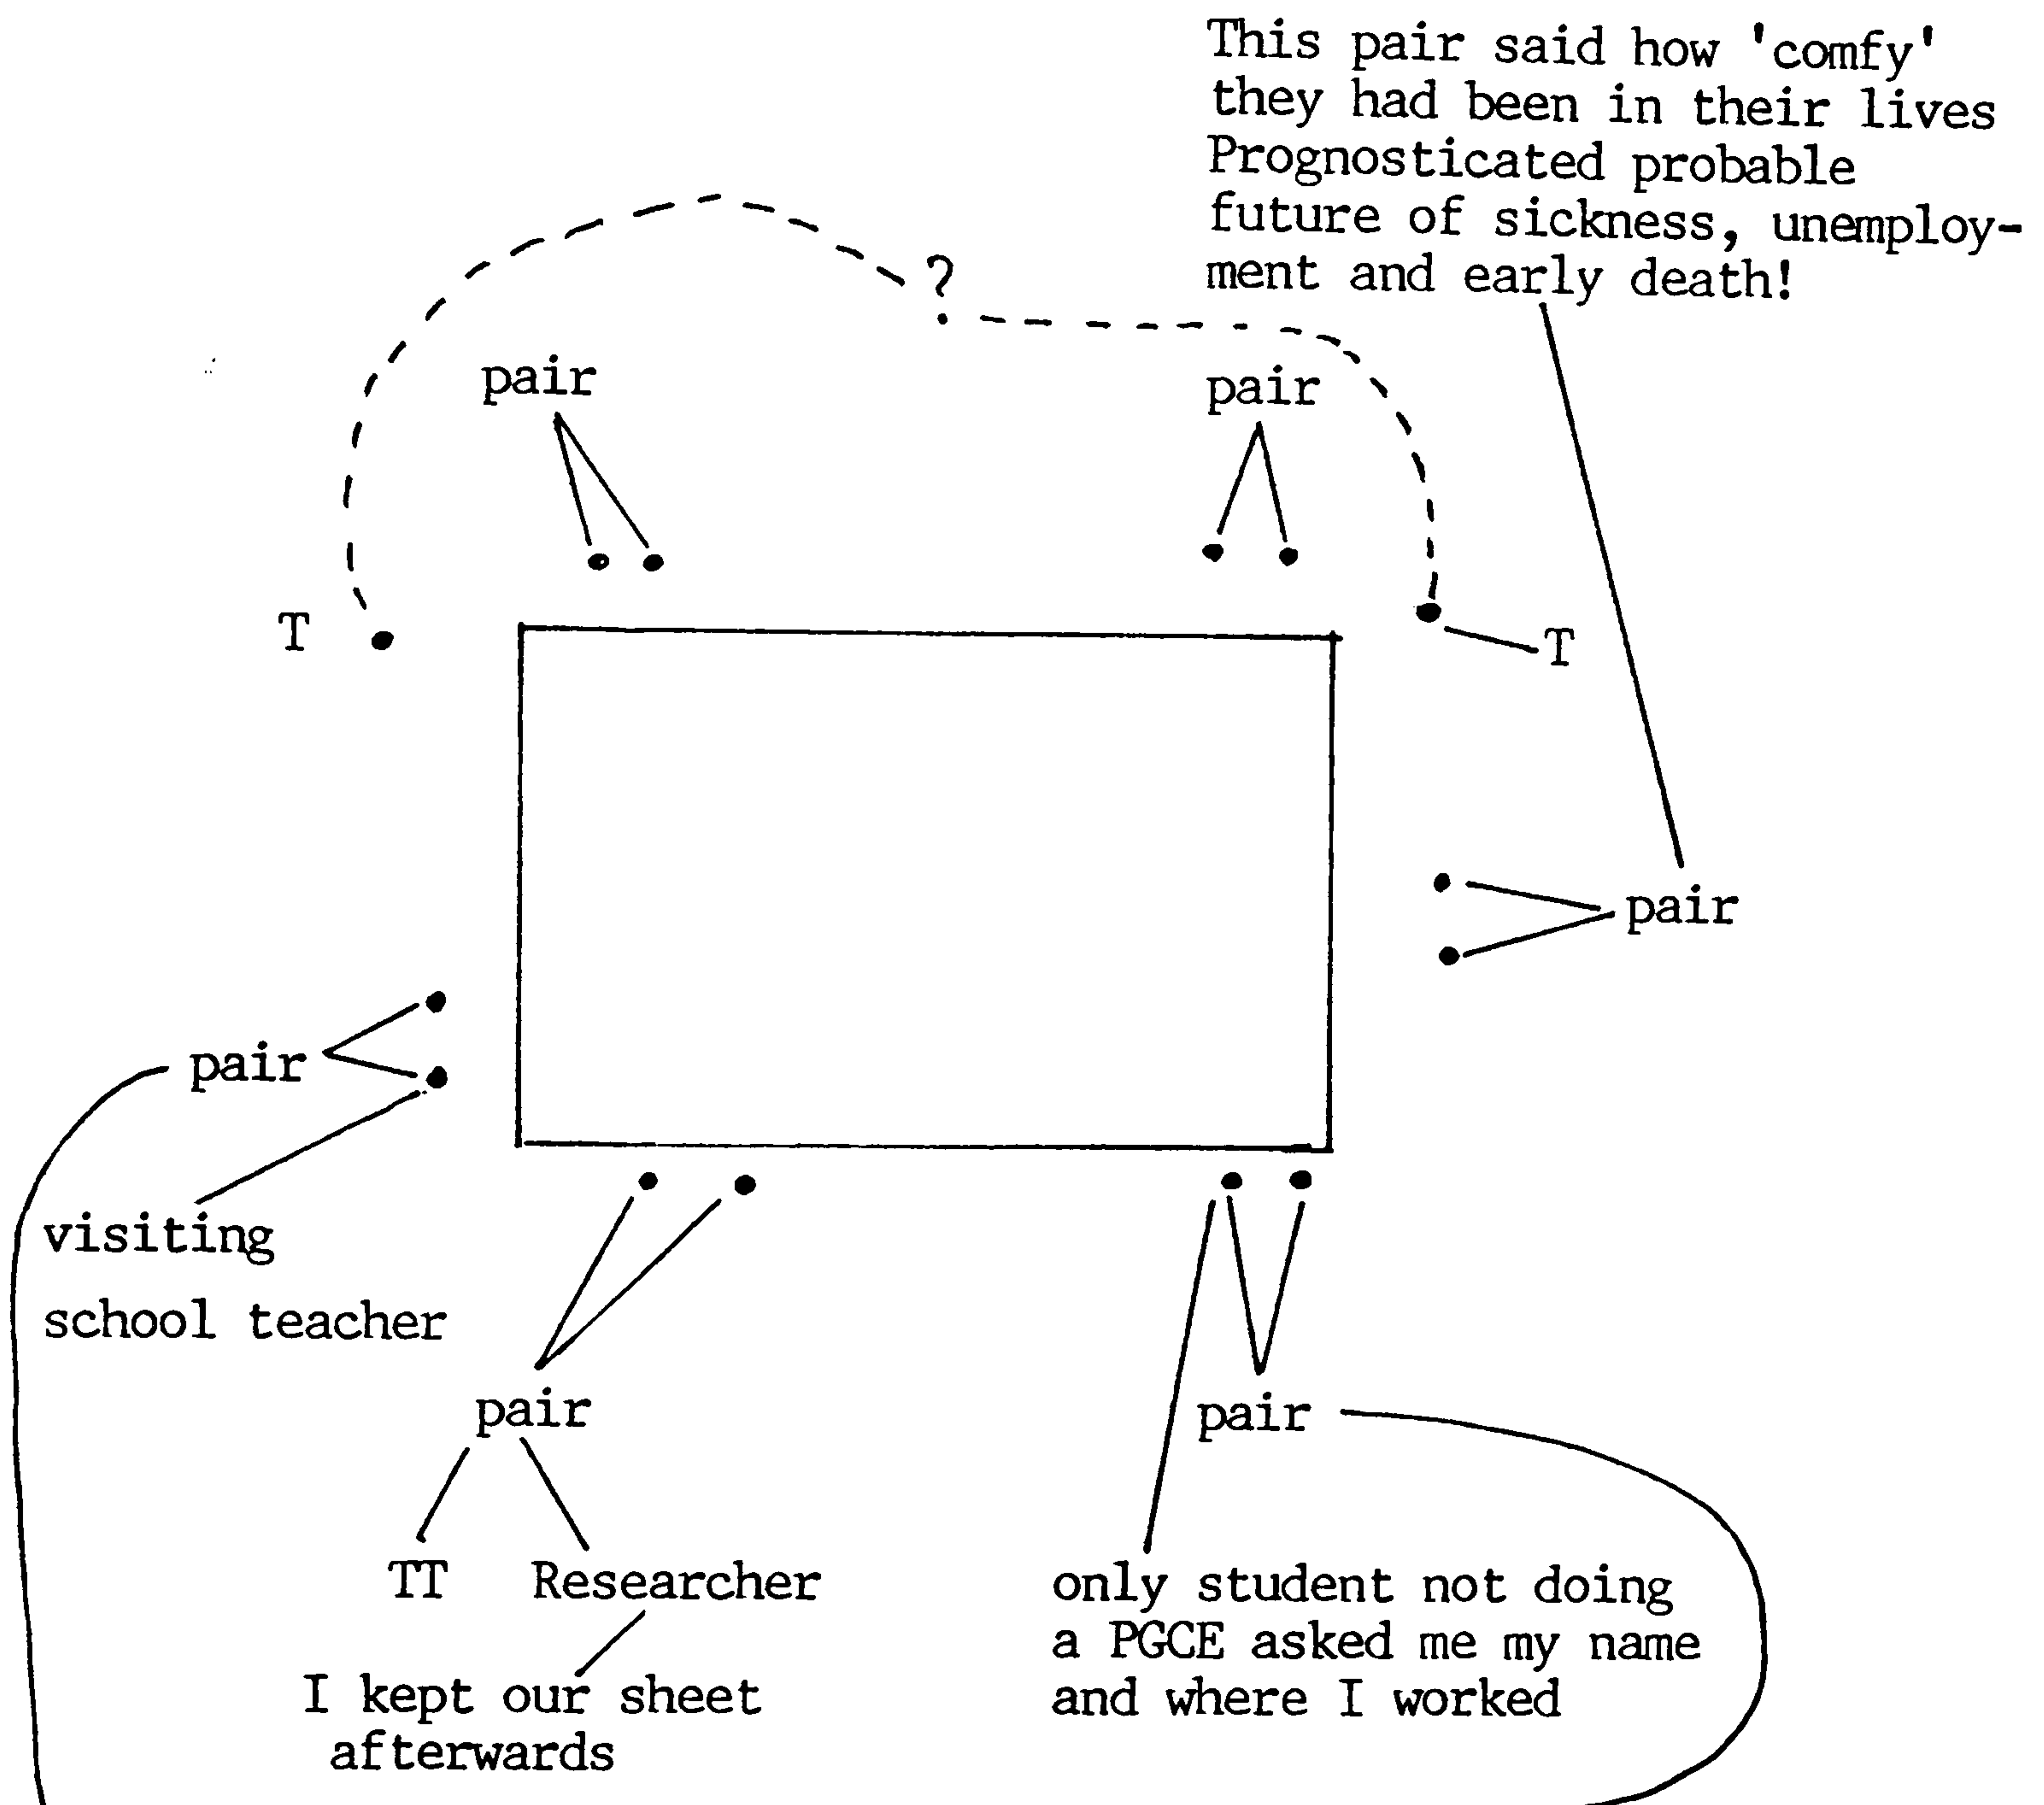 This pair said how 'comfy'
they had been in their lives
Prognosticated probable
future of sickness, unemploy-
ment and early death!
?
pair
pair
T
T
pair
pair
visiting
school teacher
pair
pair
TT
Researcher
only student not doing
a PGCE asked me my name
and where I worked
I kept our sheet
afterwards